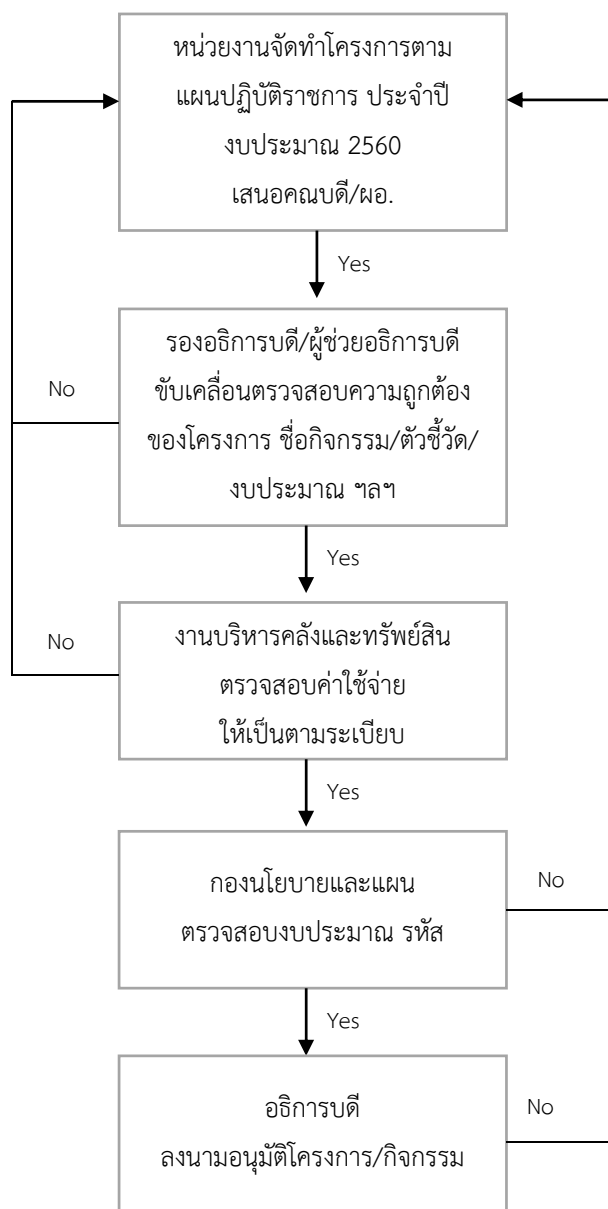 หน่วยงานจัดทำโครงการตาม
แผนปฏิบัติราชการ ประจำปี
งบประมาณ 2560
เสนอคณบดี/ผอ.
Yes
รองอธิการบดี/ผู้ช่วยอธิการบดี
ขับเคลื่อนตรวจสอบความถูกต้อง
ของโครงการ ชื่อกิจกรรม/ตัวชี้วัด/
งบประมาณ ฯลฯ
No
Yes
งานบริหารคลังและทรัพย์สิน
ตรวจสอบค่าใช้จ่าย
ให้เป็นตามระเบียบ
No
Yes
กองนโยบายและแผน
ตรวจสอบงบประมาณ รหัส
No
Yes
อธิการบดี
ลงนามอนุมัติโครงการ/กิจกรรม
No